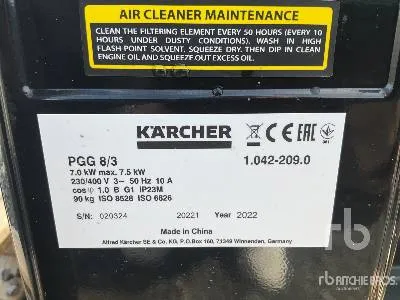 AIR CLEANER MAINTENANCE
CLEAN THE FILTERING ELEMENT EVERY 50 HOURS (EVERY 10
HOURS UNDER DUSTY CONDITIONS). WASH IN HIGH
FLASH POINT SOLVENT. SQUEEZE DRY. THEN DIP IN CLEAN
ENGINE OIL AND SQUEEZE OUT EXCESS OIL.
KÄRCHER CE EAC
PGG 8/3 1.042-209.0
7.0 kW max. 7.5 kW
230/400 V 3~ 50 Hz 10 A
cosφ 1.0 B G1 IP23M
90 kg ISO 8528 ISO 6826
S/N: 020324 20221 Year 2022
Made in China
Alfred Kärcher SE & Co. KG, P.O.Box 160, 71349 Winnenden, Germany
rb
rb RITCHIE BROS